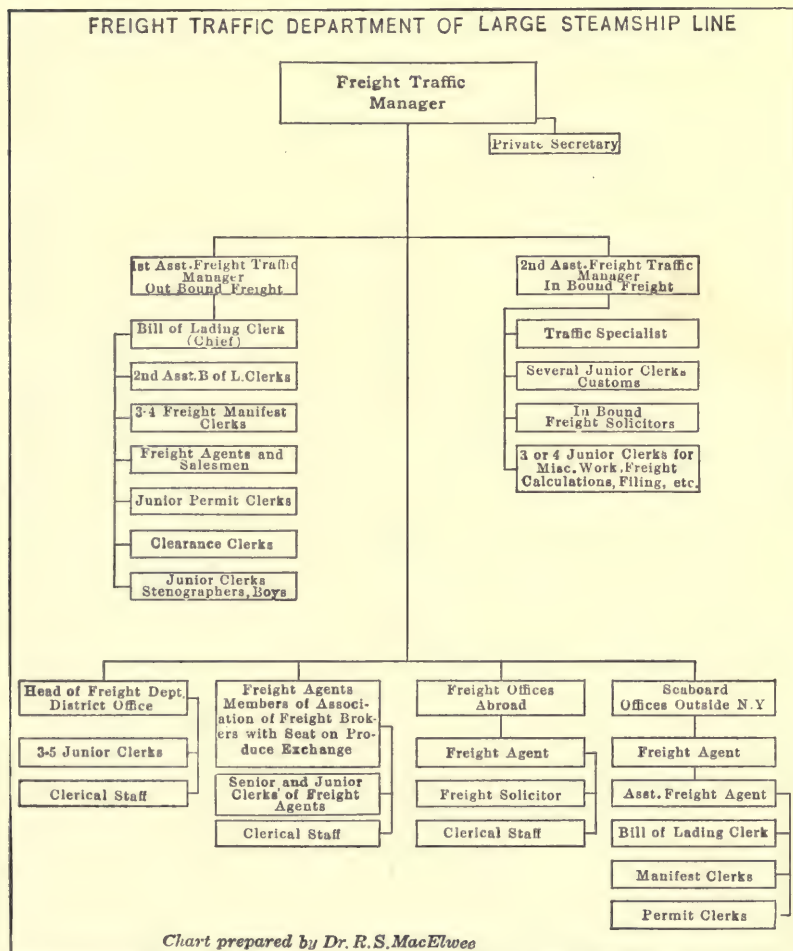 FREIGHT TRAFFIC DEPARTMENT OF LARGE STEAMSHIP LINE
Freight Traffic
Manager
Private Secretary
1st Asst. Freight Traffic
Manager
Out Bound Freight
Bill of Lading Clerk
(Chief)
2nd Asst. B of L. Clerks
3-4 Freight Manifest
Clerks
Freight Agents and
Salesmen
Junior Permit Clerks
Clearance Clerks
Junior Clerks
Stenographers, Boys
2nd Asst. Freight Traffic
Manager
In Bound Freight
Traffic Specialist
Several Junior Clerks
Customs
In Bound
Freight Solicitors
3 or 4 Junior Clerks for
Misc. Work, Freight
Calculations, Filing, etc.
Head of Freight Dept.
District Office
3-5 Junior Clerks
Clerical Staff
Freight Agents
Members of Associ-
ation of Freight Brok-
ers with Seat on Pro
duce Exchange
Senior and Junior
Clerks of Freight
Agents
Clerical Staff
Freight Offices
Abroad
Freight Agent
Freight Solicitor
Clerical Staff
Seaboard
Offices Outside N.Y
Freight Agent
Asst. Freight Agent
Bill of Lading Clerk
Manifest Clerks
Permit Clerks
Chart prepared by Dr. R. S. MacElwee